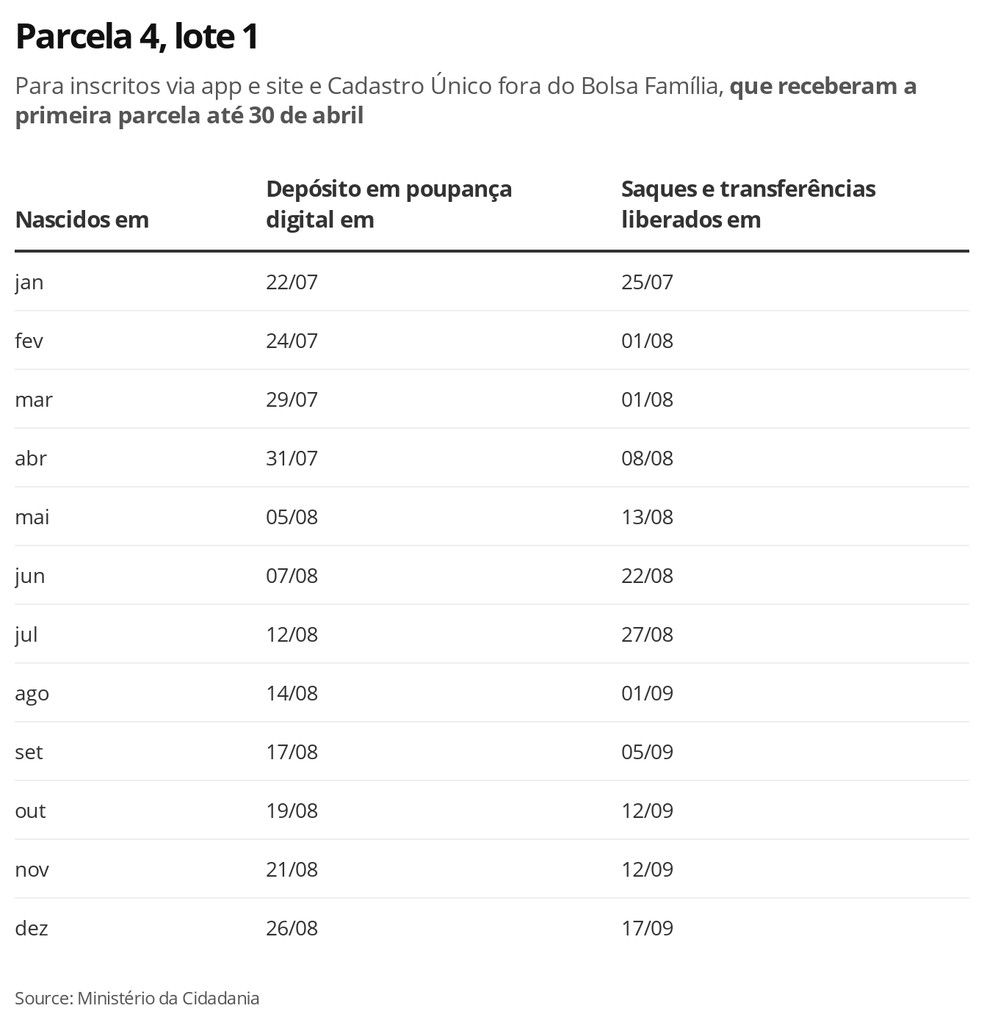 Parcela 4, lote 1
Para inscritos via app e site e Cadastro Único fora do Bolsa Família, que receberam a
primeira parcela até 30 de abril
Nascidos em Depósito em poupança digital em Saques e transferências liberados em
jan 22/07 25/07
fev 24/07 01/08
mar 29/07 01/08
abr 31/07 08/08
mai 05/08 13/08
jun 07/08 22/08
jul 12/08 27/08
ago 14/08 01/09
set 17/08 05/09
out 19/08 12/09
nov 21/08 12/09
dez 26/08 17/09
Source: Ministério da Cidadania